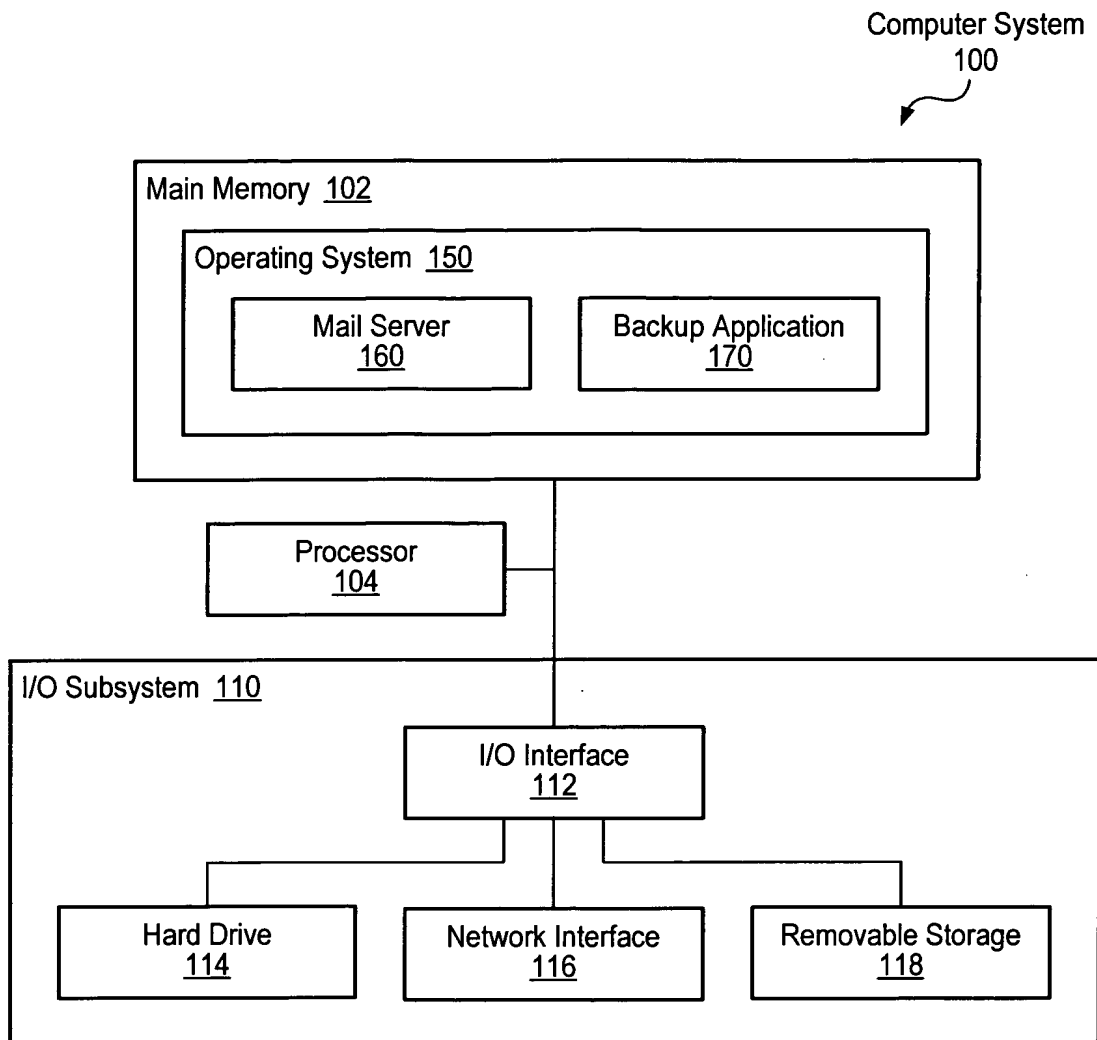 Computer System
100
Main Memory 102
Operating System 150
Mail Server
160
Backup Application
170
Processor
104
I/O Subsystem 110
I/O Interface
112
Hard Drive
114
Network Interface
116
Removable Storage
118